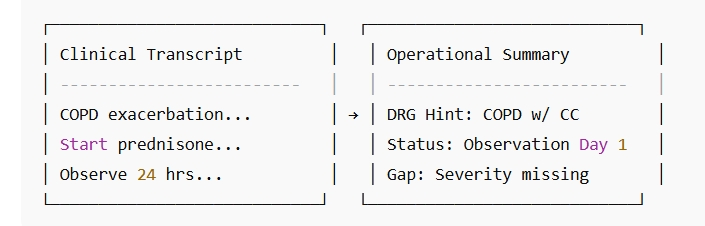 Clinical Transcript
-------------------------
COPD exacerbation...
Start prednisone...
Observe 24 hrs...
→
Operational Summary
-------------------------
DRG Hint: COPD w/ CC
Status: Observation Day 1
Gap: Severity missing